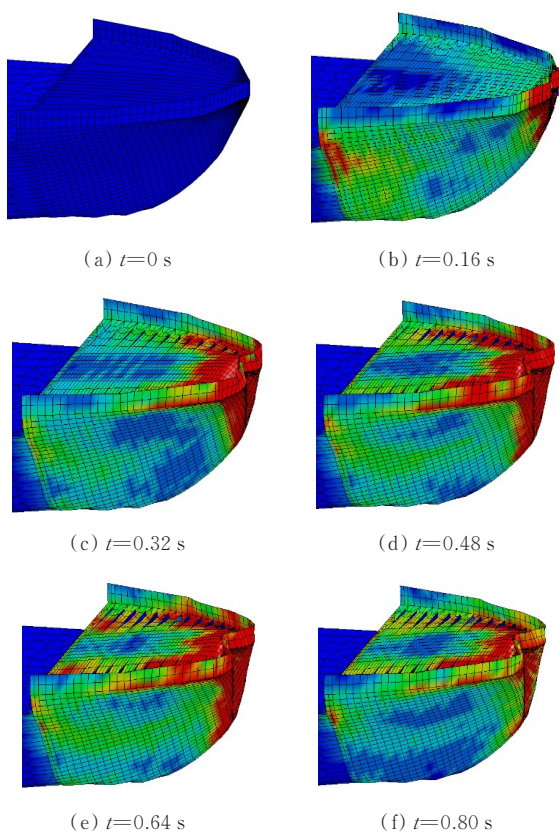 (a) t=0 s
(b) t=0.16 s
(c) t=0.32 s
(d) t=0.48 s
(e) t=0.64 s
(f) t=0.80 s